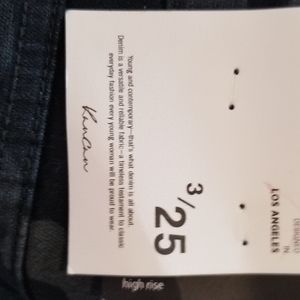 Young and contemporary—that's what denim is all about.
Denim is a versatile and reliable fabric—a timeless testament to classic
everyday fashion every young woman will be proud to wear.
Kancan
3/25
DESIGNED
IN
LOS ANGELES
high rise